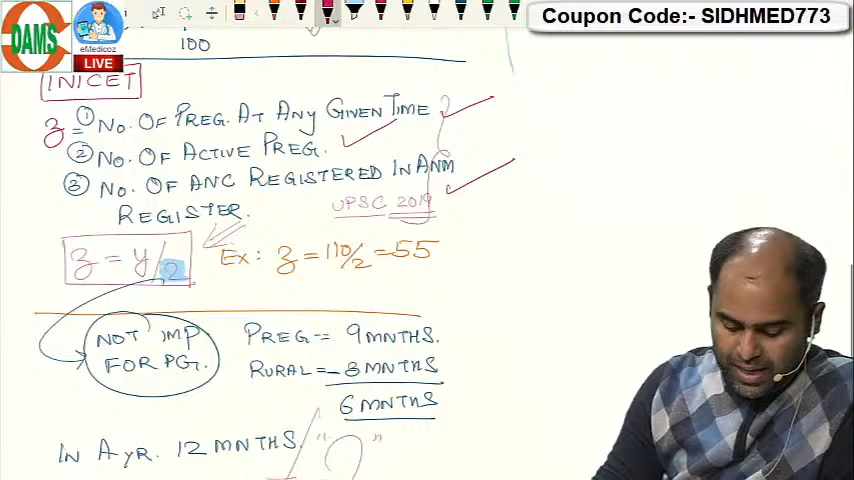 DAMS
eMedicoz
LIVE
Coupon Code:- SIDHMED773
100
INICET
z = ① No. OF PREG. AT ANY GIVEN TIME
② No. OF ACTIVE PREG.
③ No. OF ANC REGISTERED IN ANM
REGISTER.
UPSC 2019
z = y/2
Ex: z = 110/2 = 55
NOT IMP
FOR PG.
PREG = 9 MNTHS.
RURAL = - 3 MNTHS
6 MNTHS
IN A YR. 12 MNTHS.
"2"